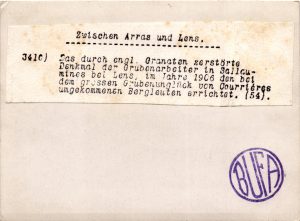 Zwischen Arras und Lens.
341c) Das durch engl. Granaten zerstörte
Denkmal der Grubenarbeiter in Sallau-
mines bei Lens, im Jahre 1906 den bei
dem grossen Grubenunglück von Courrières
umgekommenen Bergleuten errichtet. (54).
BUFA